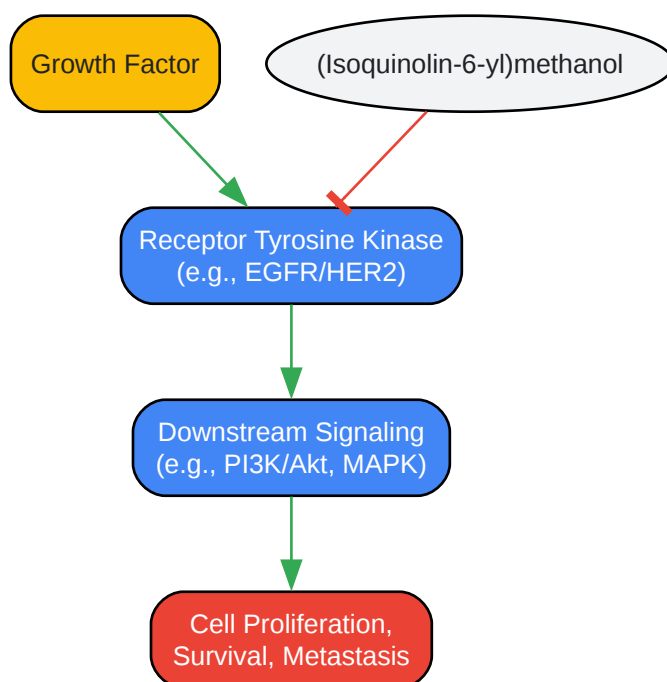 Growth Factor
(Isoquinolin-6-yl)methanol
Receptor Tyrosine Kinase
(e.g., EGFR/HER2)
Downstream Signaling
(e.g., PI3K/Akt, MAPK)
Cell Proliferation,
Survival, Metastasis